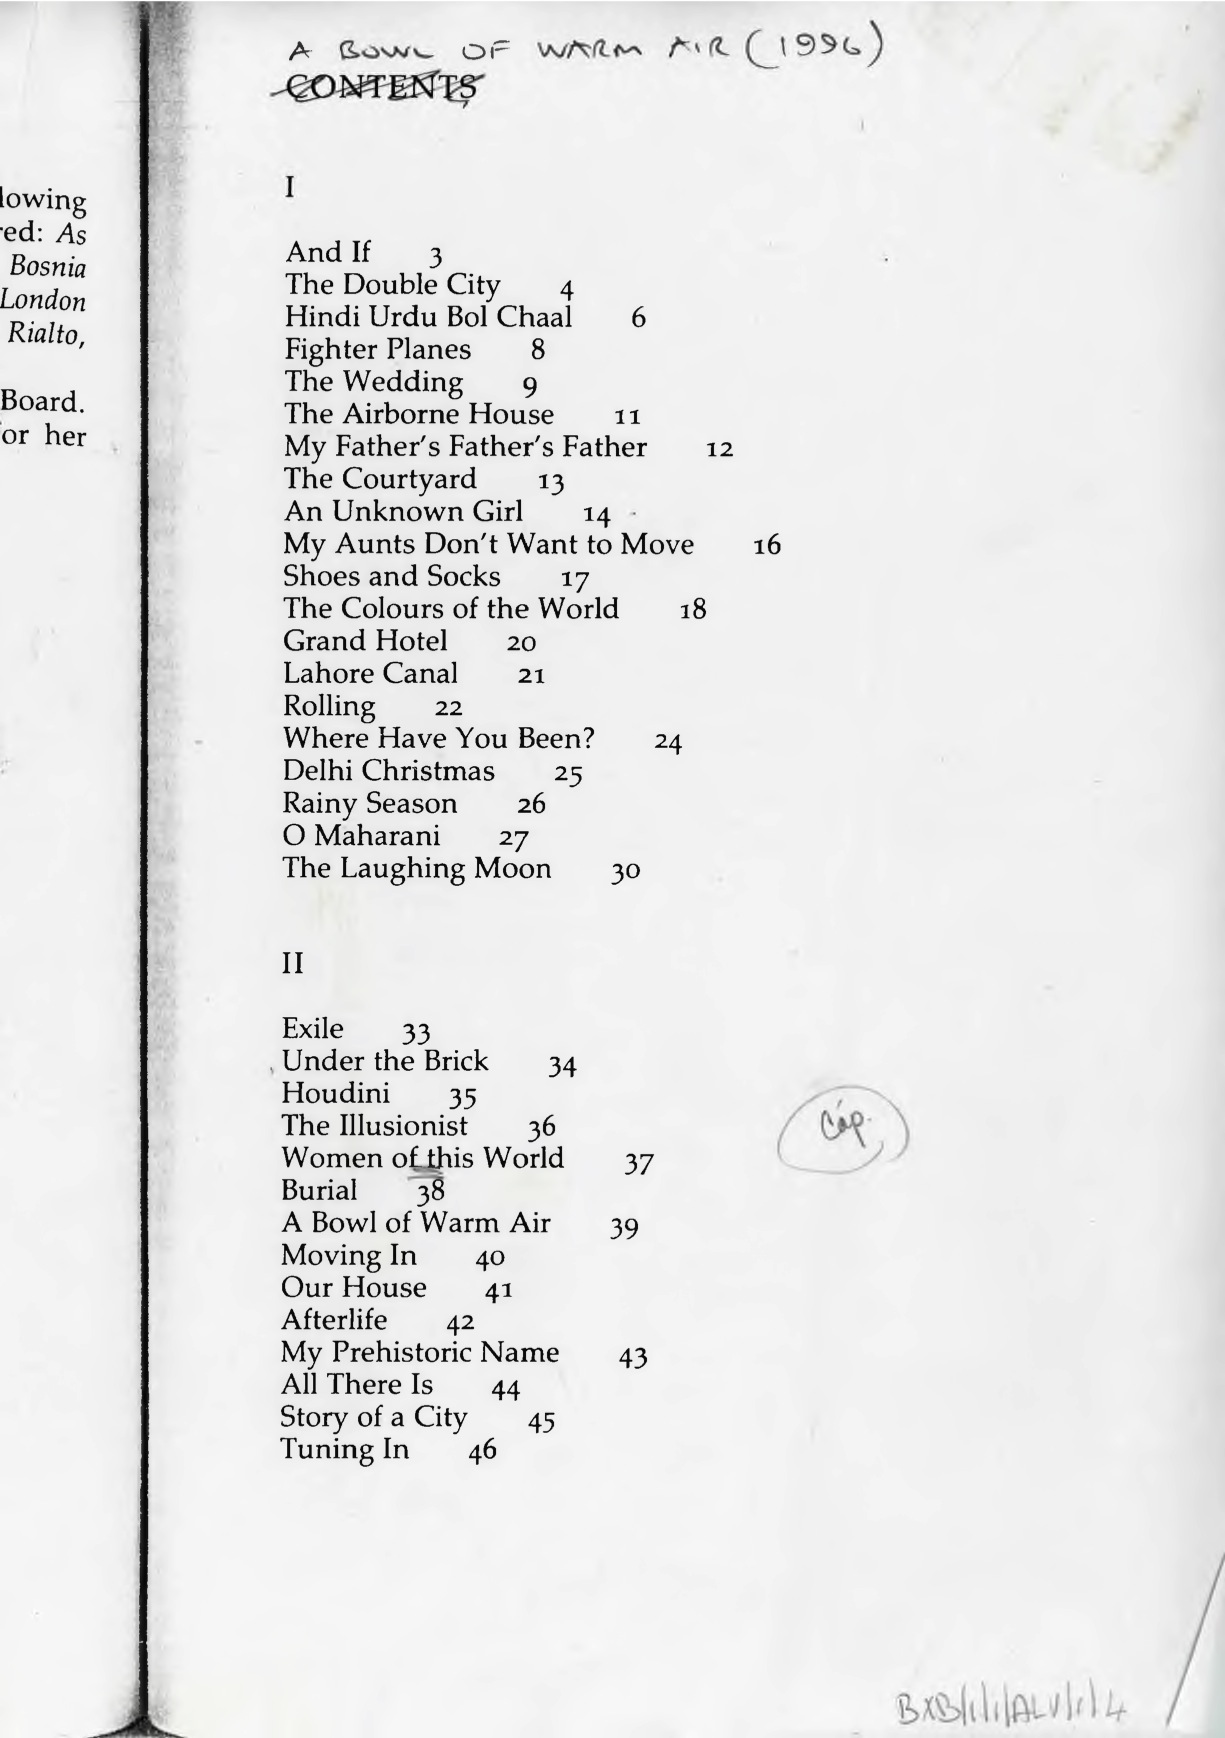 lowing
red: As
Bosnia
London
Rialto,
Board.
or her
A BOWL OF WARM AIR (1996)
CONTENTS
I
And If 3
The Double City 4
Hindi Urdu Bol Chaal 6
Fighter Planes 8
The Wedding 9
The Airborne House 11
My Father's Father's Father 12
The Courtyard 13
An Unknown Girl 14
My Aunts Don't Want to Move 16
Shoes and Socks 17
The Colours of the World 18
Grand Hotel 20
Lahore Canal 21
Rolling 22
Where Have You Been? 24
Delhi Christmas 25
Rainy Season 26
O Maharani 27
The Laughing Moon 30
II
Exile 33
Under the Brick 34
Houdini 35
The Illusionist 36
Women of this World 37
Burial 38
A Bowl of Warm Air 39
Moving In 40
Our House 41
Afterlife 42
My Prehistoric Name 43
All There Is 44
Story of a City 45
Tuning In 46
cap.
BXB/1/1/ALV/1/4